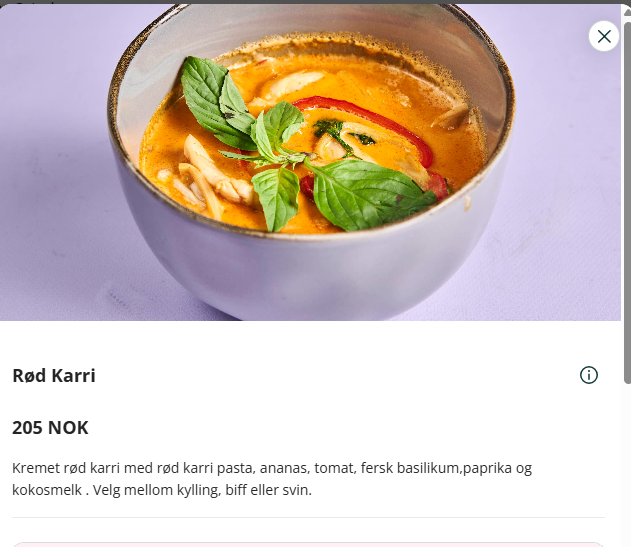 Rød Karri
205 NOK
Kremet rød karri med rød karri pasta, ananas, tomat, fersk basilikum,paprika og
kokosmelk . Velg mellom kylling, biff eller svin.